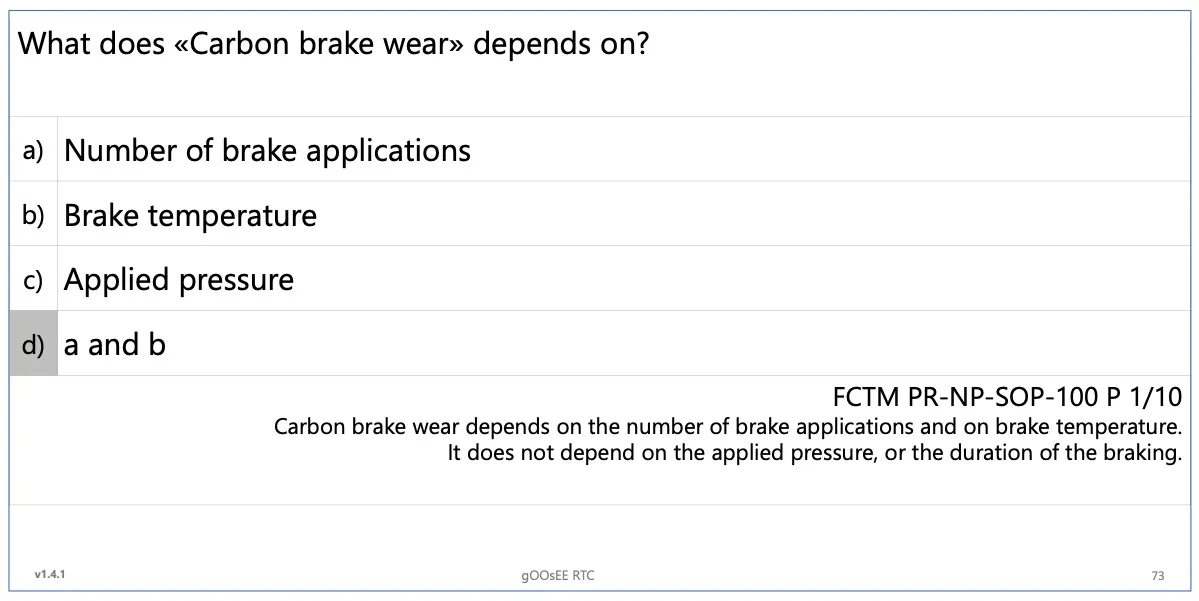 What does «Carbon brake wear» depends on?
a) Number of brake applications
b) Brake temperature
c) Applied pressure
d) a and b
FCTM PR-NP-SOP-100 P 1/10
Carbon brake wear depends on the number of brake applications and on brake temperature.
It does not depend on the applied pressure, or the duration of the braking.
v1.4.1 gOOsEE RTC 73